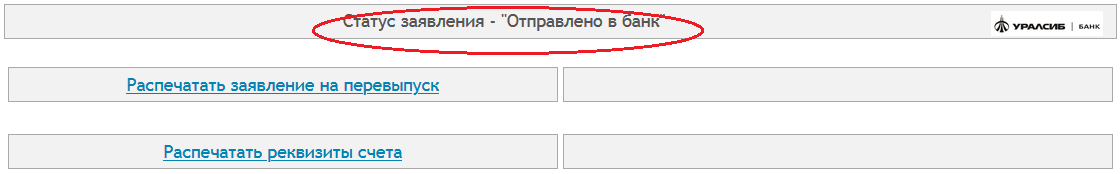 Статус заявления - "Отправлено в банк"
УРАЛСИБ | БАНК
Распечатать заявление на перевыпуск
Распечатать реквизиты счета